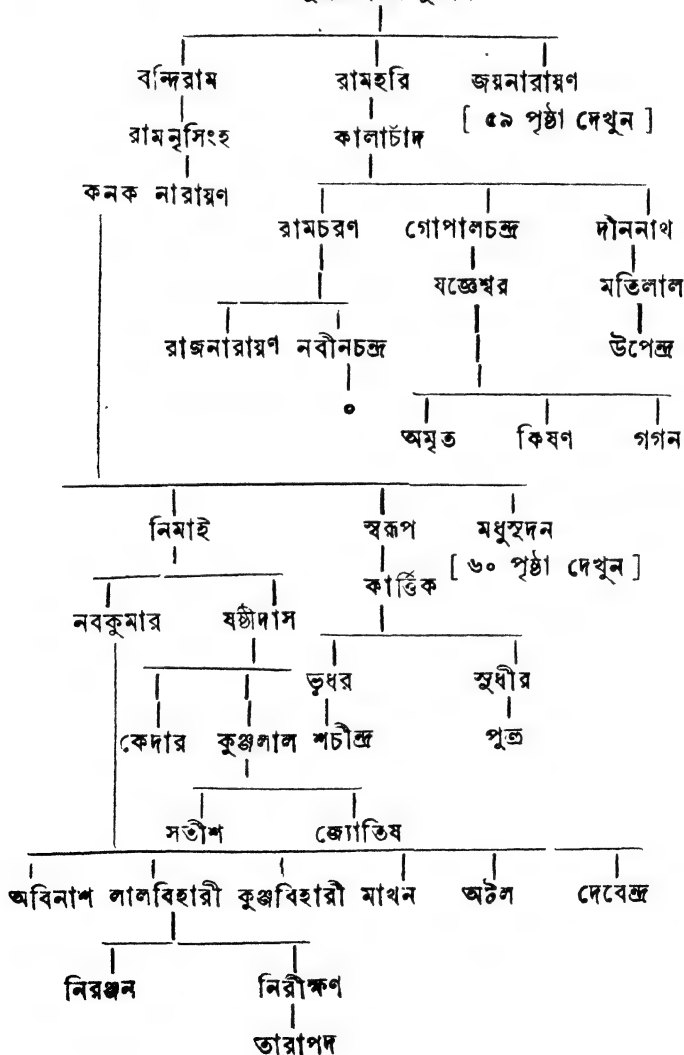 বন্দিরাম রামহরি জয়নারায়ণ
[ ৫৯ পৃষ্ঠা দেখুন ]
রামনৃসিংহ কালাচাঁদ
কনক নারায়ণ
রামচরণ গোপালচন্দ্র দীননাথ
যজ্ঞেশ্বর মতিলাল
রাজনারায়ণ নবীনচন্দ্র উপেন্দ্র
০
অমৃত কিষণ গগন
নিমাই স্বরূপ মধুসূদন
[ ৬০ পৃষ্ঠা দেখুন ]
কার্ত্তিক
নবকুমার ষষ্ঠীদাস
ভূধর সুধীর
কেদার কুঞ্জলাল শচীন্দ্র পুত্র
সতীশ জ্যোতিষ
অবিনাশ লালবিহারী কুঞ্জবিহারী মাখন অটল দেবেন্দ্র
নিরঞ্জন নিরীক্ষণ
তারাপদ